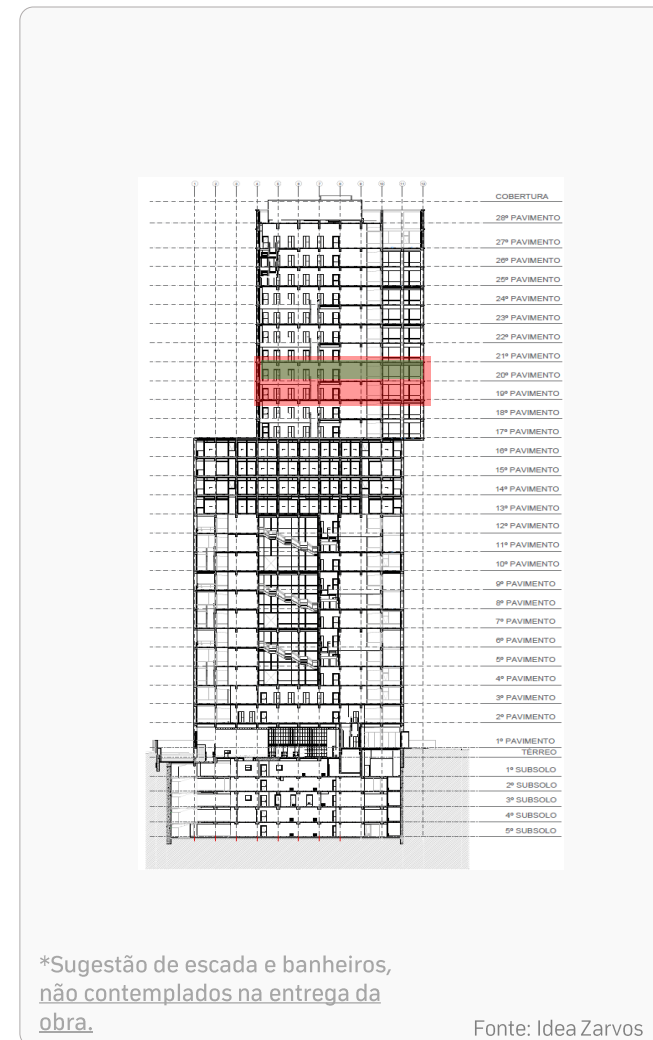 COBERTURA
28º PAVIMENTO
27º PAVIMENTO
26º PAVIMENTO
25º PAVIMENTO
24º PAVIMENTO
23º PAVIMENTO
22º PAVIMENTO
21º PAVIMENTO
20º PAVIMENTO
19º PAVIMENTO
18º PAVIMENTO
17º PAVIMENTO
16º PAVIMENTO
15º PAVIMENTO
14º PAVIMENTO
13º PAVIMENTO
12º PAVIMENTO
11º PAVIMENTO
10º PAVIMENTO
9º PAVIMENTO
8º PAVIMENTO
7º PAVIMENTO
6º PAVIMENTO
5º PAVIMENTO
4º PAVIMENTO
3º PAVIMENTO
2º PAVIMENTO
1º PAVIMENTO
TÉRREO
1º SUBSOLO
2º SUBSOLO
3º SUBSOLO
4º SUBSOLO
5º SUBSOLO
*Sugestão de escada e banheiros,
não contemplados na entrega da
obra.
Fonte: Idea Zarvos